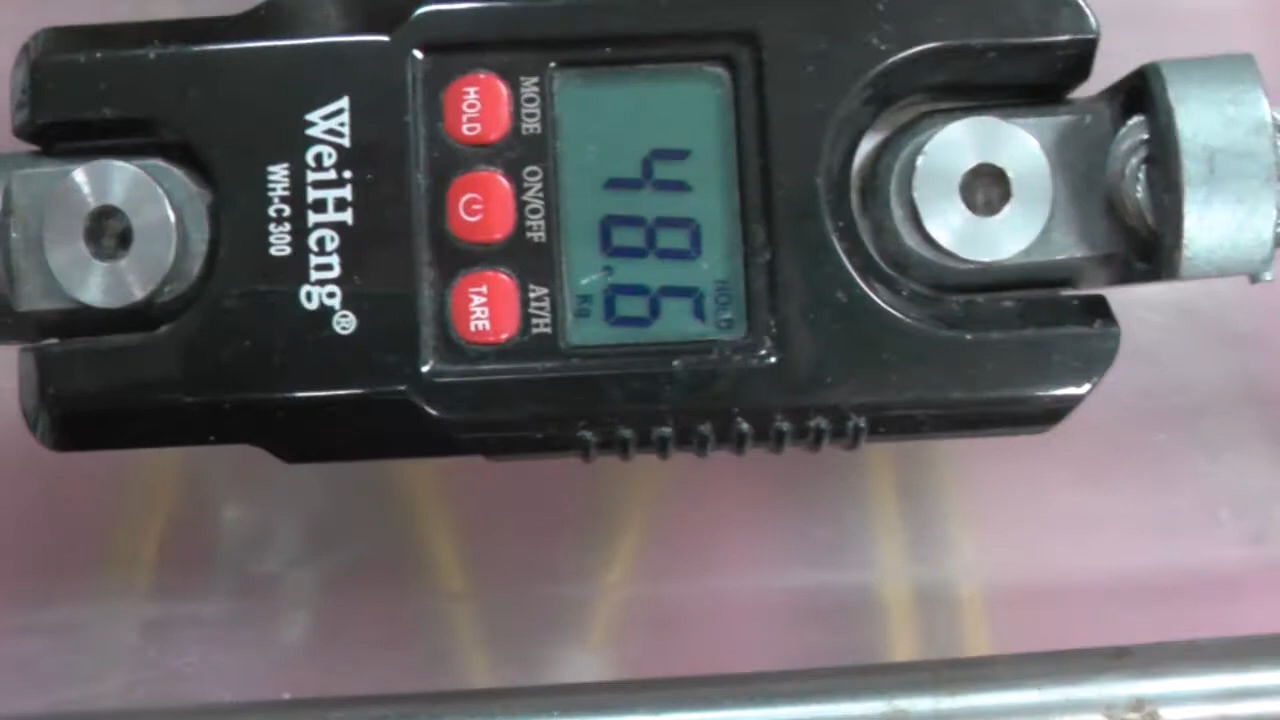 HOLD
48.6
Kg
MODE ON/OFF AT/H
HOLD TARE
WeiHeng®
WH-C 300